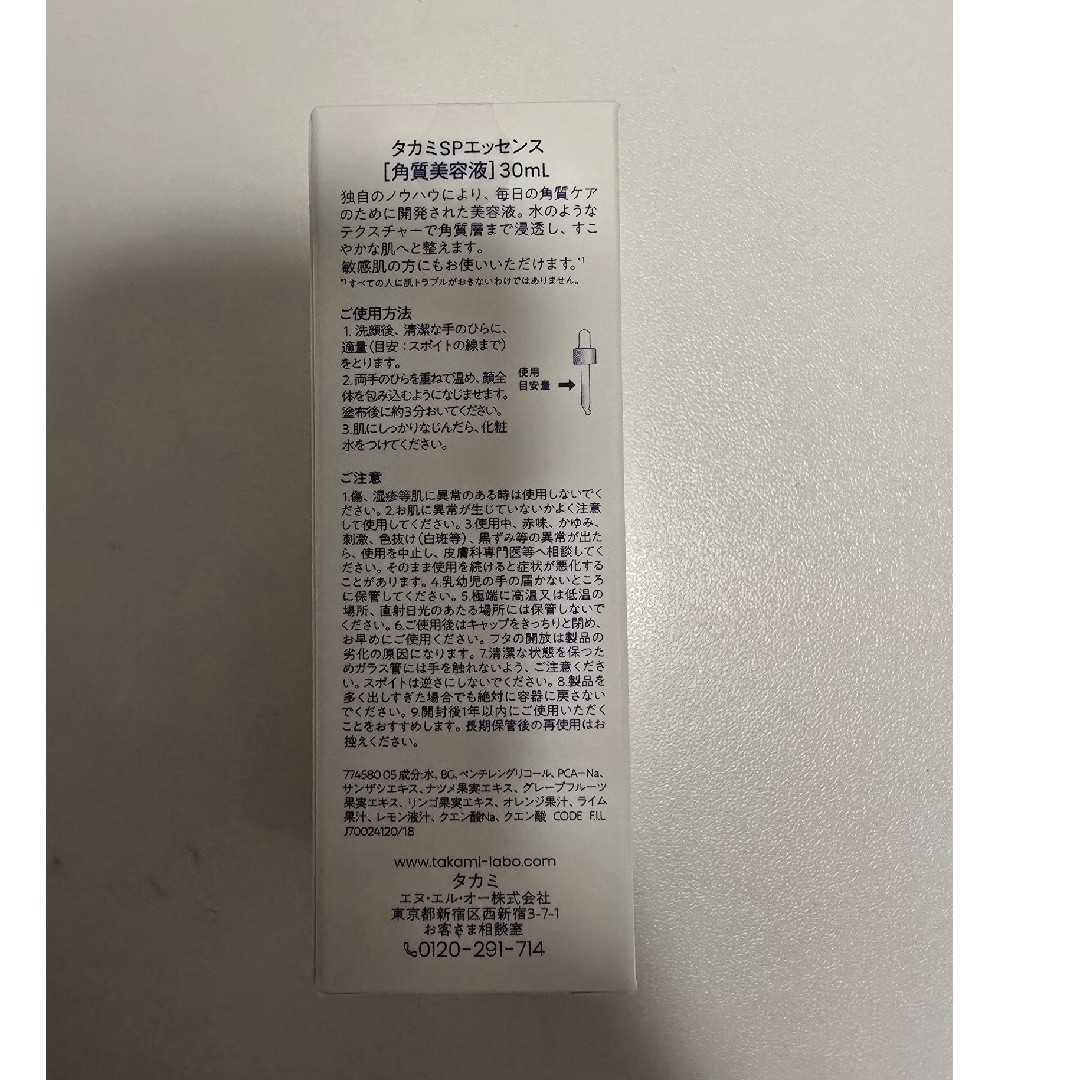 タカミSPエッセンス
[角質美容液]30mL
独自のノウハウにより、毎日の角質ケア
のために開発された美容液。水のような
テクスチャーで角質層まで浸透し、すこ
やかな肌へと整えます。
敏感肌の方にもお使いいただけます。*1
*1すべての人に肌トラブルがおきないわけではありません。
ご使用方法
1.洗顔後、清潔な手のひらに、
適量(目安:スポイトの線まで)
をとります。
2.両手のひらを重ねて温め、顔全
体を包み込むようになじませます。
塗布後に約3分おいてください。
3.肌にしっかりなじんだら、化粧
水をつけてください。
使用
目安量
ご注意
1.傷、湿疹等肌に異常のある時は使用しないでく
ださい。2.お肌に異常が生じていないかよく注意
して使用してください。3.使用中、赤味、かゆみ、
刺激、色抜け(白斑等)、黒ずみ等の異常が出た
ら、使用を中止し、皮膚科専門医等へ相談してく
ださい。そのまま使用を続けると症状が悪化する
ことがあります。4.乳幼児の手の届かないところ
に保管してください。5.極端に高温又は低温の
場所、直射日光のあたる場所には保管しないで
ください。6.ご使用後はキャップをきっちりと閉め、
お早めにご使用ください。フタの開放は製品の
劣化の原因になります。7.清潔な状態を保つた
めガラス管には手を触れないよう、ご注意くださ
い。スポイトは逆さにしないでください。8.製品を
多く出しすぎた場合でも絶対に容器に戻さない
でください。9.開封後1年以内にご使用いただく
ことをおすすめします。長期保管後の再使用はお
控えください。
774580 05 成分:水、BG、ペンチレングリコール、PCA-Na、
サンザシエキス、ナツメ果実エキス、グレープフルーツ
果実エキス、リンゴ果実エキス、オレンジ果汁、ライム
果汁、レモン液汁、クエン酸Na、クエン酸 CODE F.I.L.
J70024120/18
www.takami-labo.com
タカミ
エヌ・エル・オー株式会社
東京都新宿区西新宿3-7-1
お客さま相談室
0120-291-714